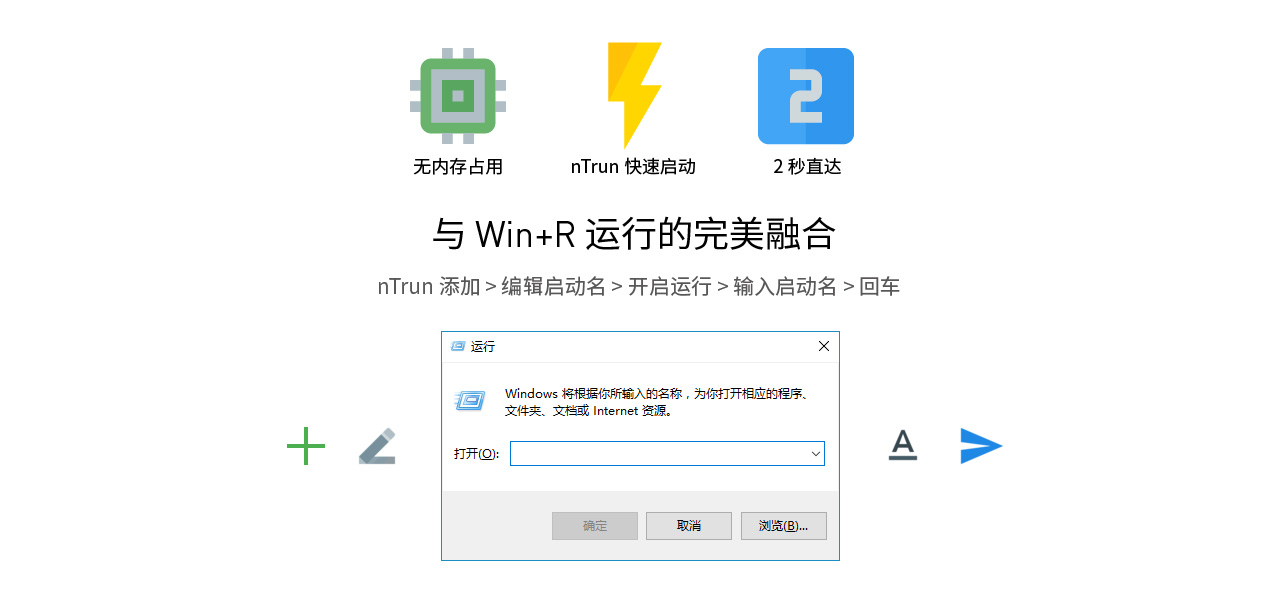 2
无内存占用
nTrun 快速启动
2 秒直达
与 Win+R 运行的完美融合
nTrun 添加 > 编辑启动名 > 开启运行 > 输入启动名 > 回车
运行
Windows 将根据你所输入的名称，为你打开相应的程序、
文件夹、文档或 Internet 资源。
打开(O):
A
确定
取消
浏览(B)...